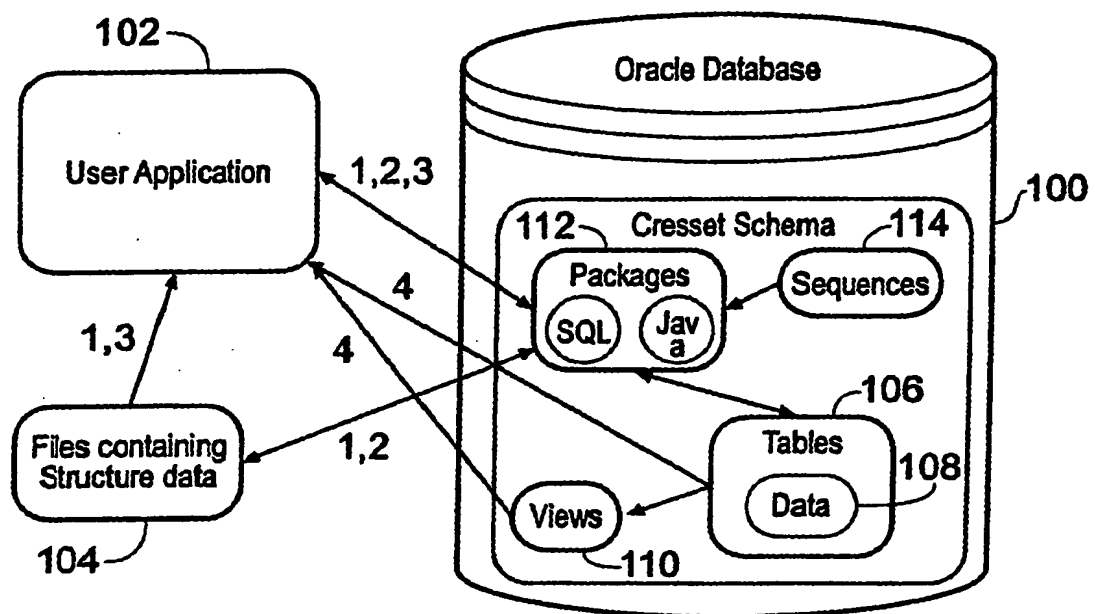 102
Oracle Database
User Application
1,2,3
100
Cresset Schema
112
114
Packages
Sequences
SQL
Jav
a
4
1,3
4
106
Files containing
Structure data
1,2
Tables
108
Data
Views
104
110